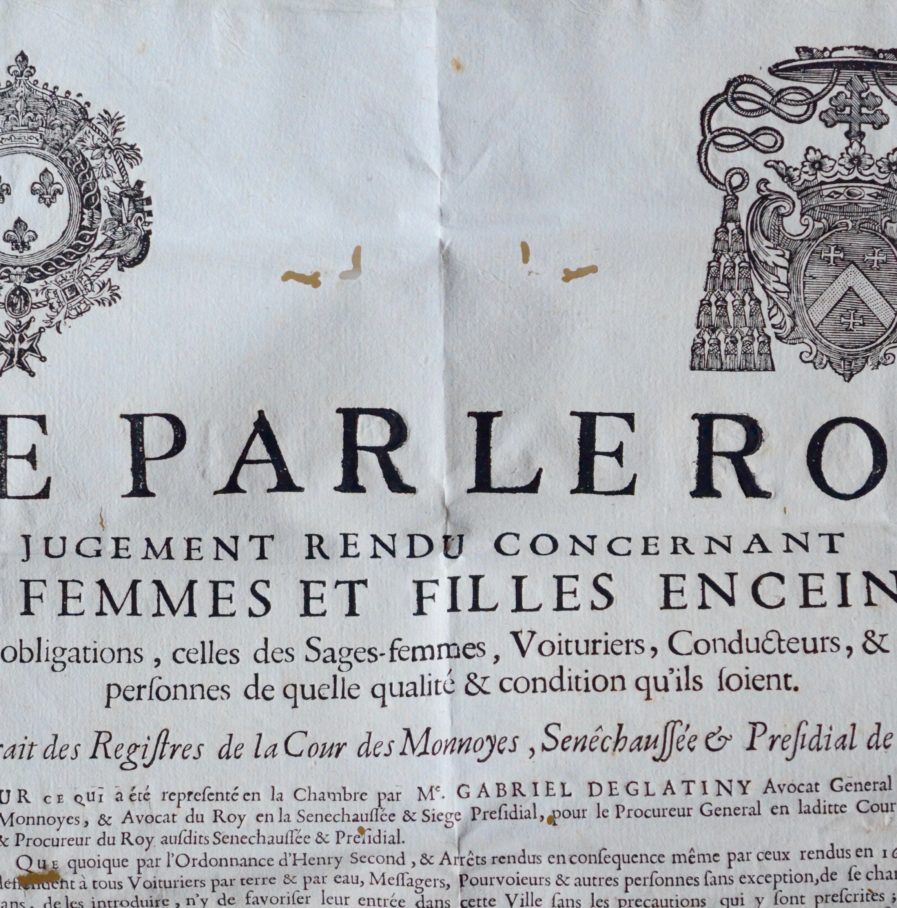 E PAR LE RO
JUGEMENT RENDU CONCERNANT
FEMMES ET FILLES ENCEIN
obligations, celles des Sages-femmes, Voituriers, Conducteurs, &
perſonnes de quelle qualité & condition qu'ils ſoient.
rait des Regiſtres de la Cour des Monnoyes, Senêchauſſée & Preſidial de
UR CE QUI a été repreſenté en la Chambre par Me. GABRIEL DEGLATINY Avocat General
Monnoyes, & Avocat du Roy en la Senechauſſée & Siege Preſidial, pour le Procureur General en laditte Cour
& Procureur du Roy auſdits Senechauſſée & Preſidial.
QUE quoique par l'Ordonnance d'Henry Second, & Arrêts rendus en conſequence même par ceux rendus en 16
deffendent à tous Voituriers par terre & par eau, Meſſagers, Pourvoieurs & autres perſonnes ſans exception, de ſe char
ans, de les introduire, n'y de favoriſer leur entrée dans cette Ville ſans les precautions qui y ſont preſcrites;